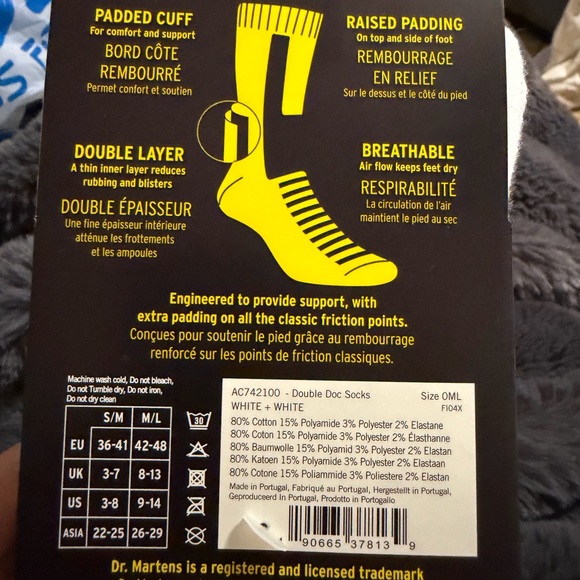 PADDED CUFF
For comfort and support
BORD CÔTE
REMBOURRÉ
Permet confort et soutien
RAISED PADDING
On top and side of foot
REMBOURRAGE
EN RELIEF
Sur le dessus et le côté du pied
DOUBLE LAYER
A thin inner layer reduces
rubbing and blisters
DOUBLE ÉPAISSEUR
Une fine épaisseur intérieure
atténue les frottements
et les ampoules
BREATHABLE
Air flow keeps feet dry
RESPIRABILITÉ
La circulation de l'air
maintient le pied au sec
Engineered to provide support, with
extra padding on all the classic friction points.
Conçues pour soutenir le pied grâce au rembourrage
renforcé sur les points de friction classiques.
Machine wash cold, Do not bleach,
Do not Tumble dry, Do not iron,
Do not dry clean
S/M M/L
EU 36-41 42-48
UK 3-7 8-13
US 3-8 9-14
ASIA 22-25 26-29
30
AC742100 - Double Doc Socks Size 0ML
WHITE + WHITE FI04X
80% Cotton 15% Polyamide 3% Polyester 2% Elastane
80% Coton 15% Polyamide 3% Polyester 2% Élasthanne
80% Baumwolle 15% Polyamid 3% Polyester 2% Elastan
80% Katoen 15% Polyamide 3% Polyester 2% Elastaan
80% Cotone 15% Poliammide 3% Poliestere 2% Elastan
Made in Portugal, Fabriqué au Portugal, Hergestellt in Portugal,
Geproduceerd In Portugal, Prodotto in Portogallo
90665 37813 9
Dr. Martens is a registered and licensed trademark